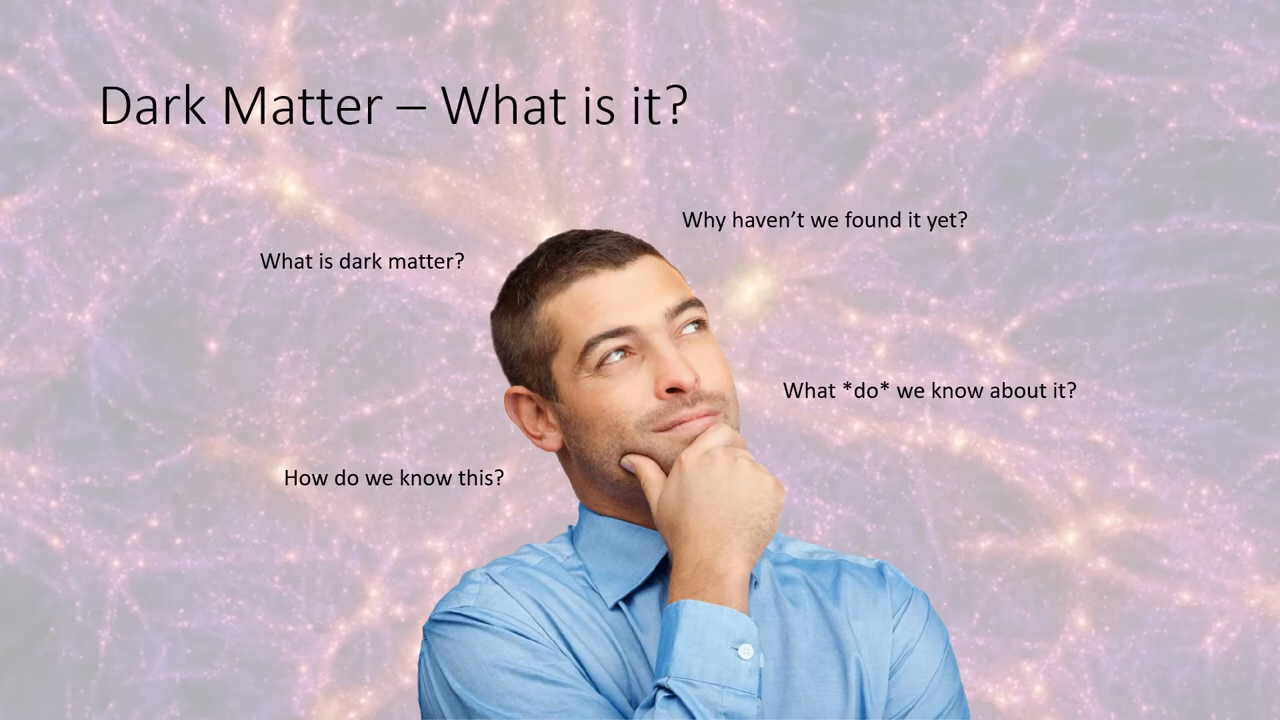 Dark Matter – What is it?
Why haven’t we found it yet?
What is dark matter?
What *do* we know about it?
How do we know this?